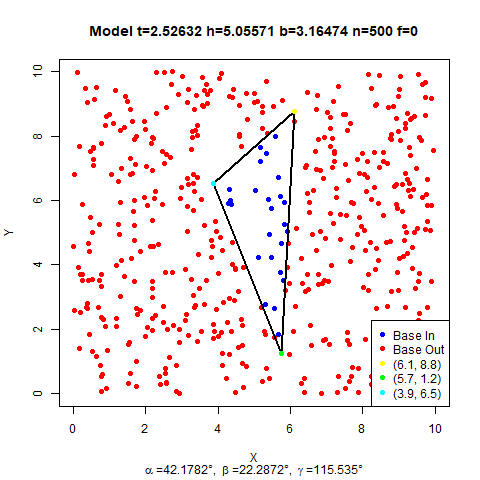 Model t=2.52632 h=5.05571 b=3.16474 n=500 f=0
10
8
6
4
2
0
Y
Base In
Base Out
(6.1, 8.8)
(5.7, 1.2)
(3.9, 6.5)
0 2 4 6 8 10
X
α=42.1782°, β=22.2872°, γ=115.535°